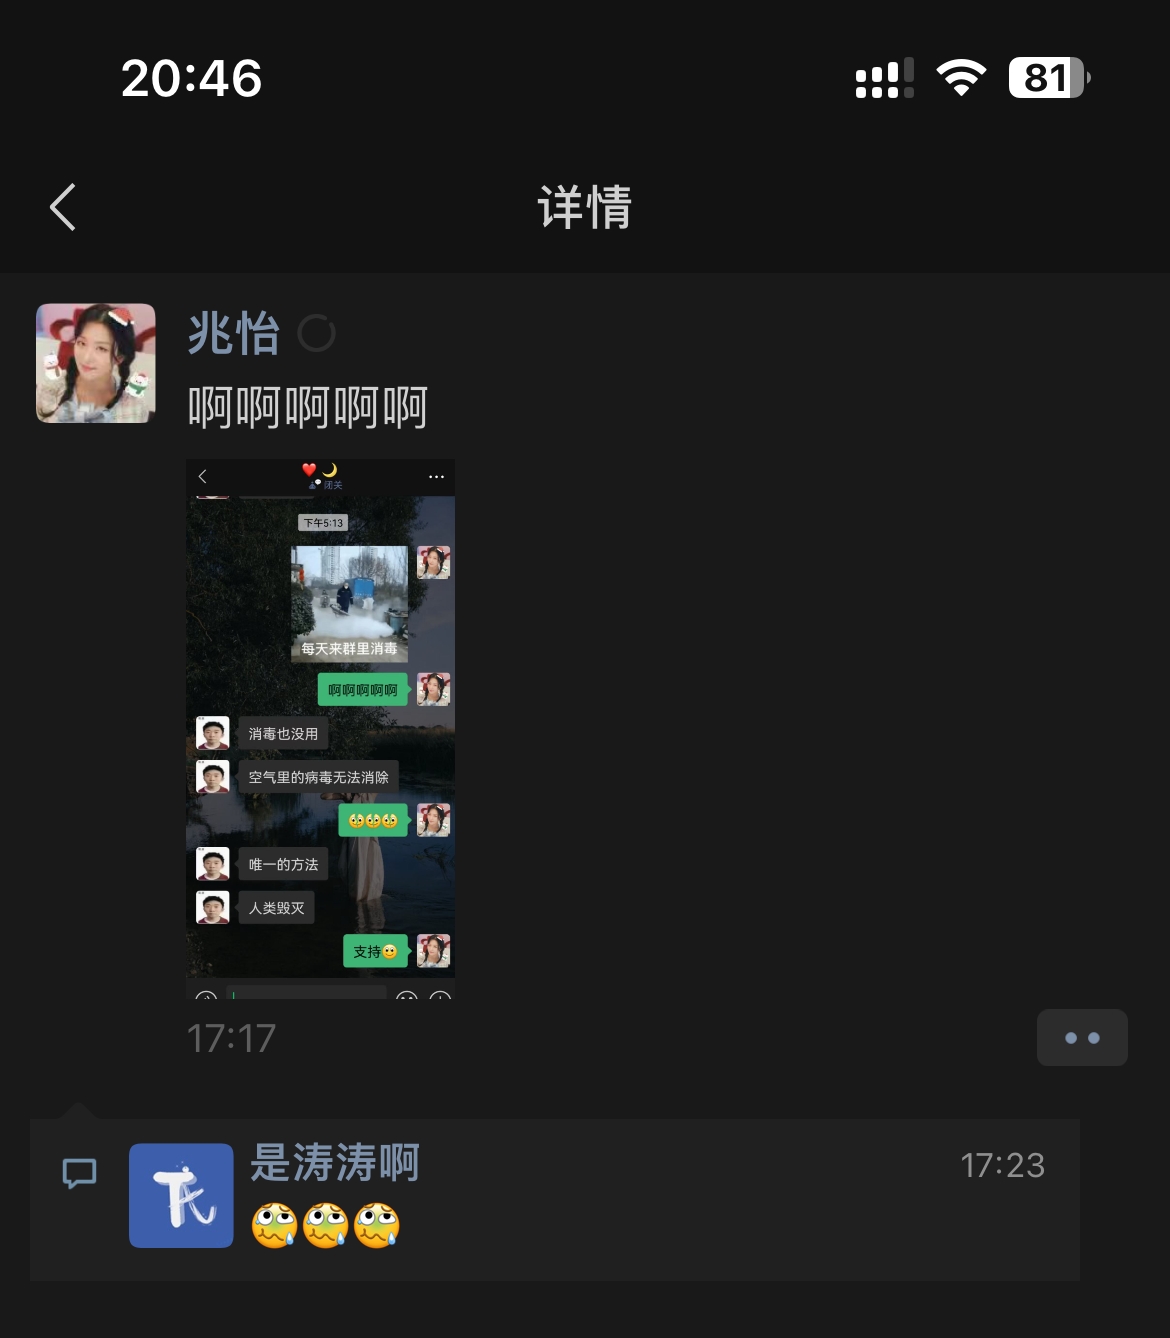 20:46
81
详情
兆怡
啊啊啊啊啊
❤️🌙
闭关
下午5:13
每天来群里消毒
啊啊啊啊啊
消毒也没用
空气里的病毒无法消除
🥹🥹🥹
唯一的方法
人类毁灭
支持🙂
17:17
是涛涛啊
17:23